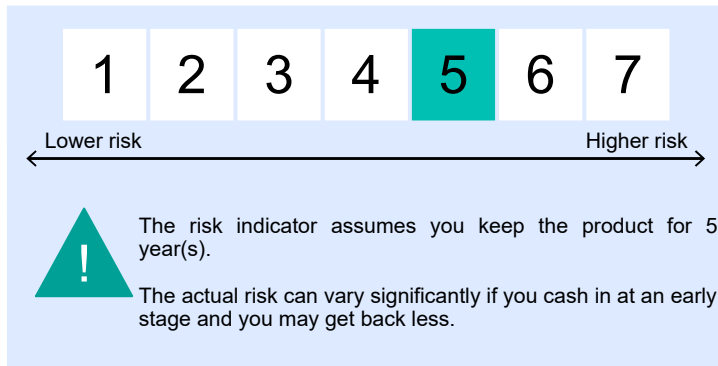 1 2 3 4 5 6 7
Lower risk Higher risk
!
The risk indicator assumes you keep the product for 5
year(s).
The actual risk can vary significantly if you cash in at an early
stage and you may get back less.